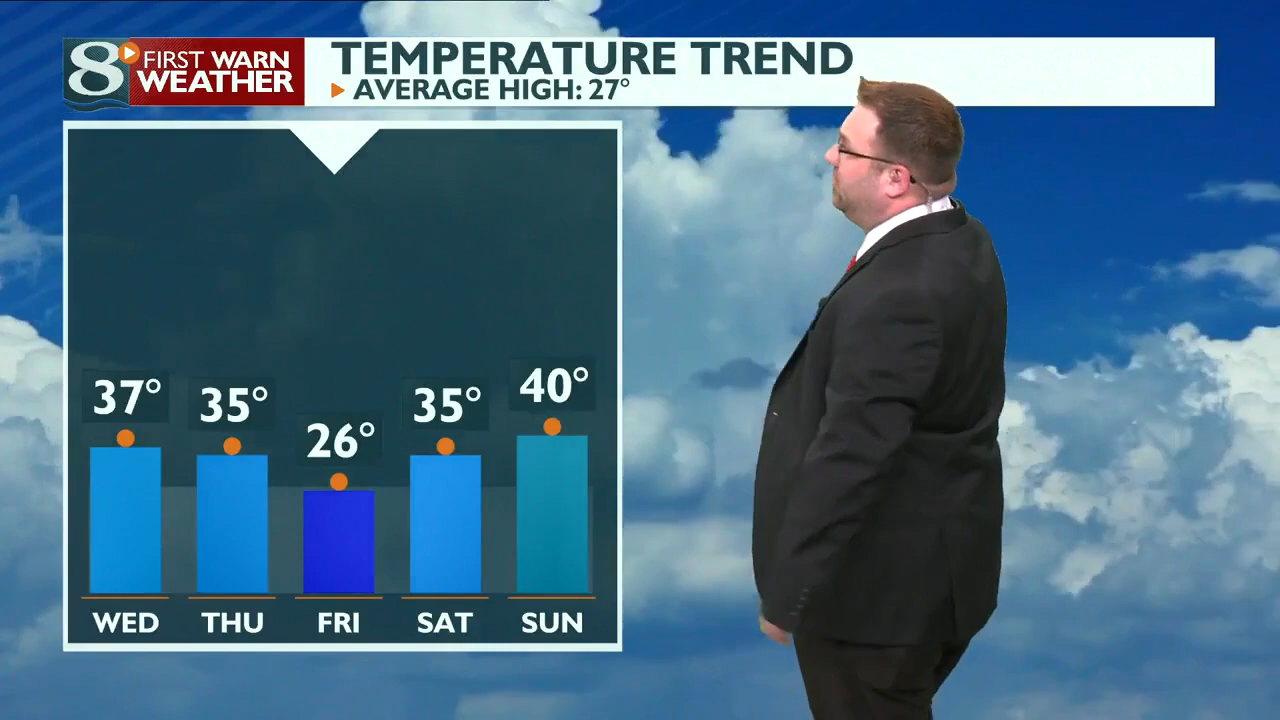 8 FIRST WARN
WEATHER
TEMPERATURE TREND
AVERAGE HIGH: 27°
37° 35° 26° 35° 40°
WED THU FRI SAT SUN